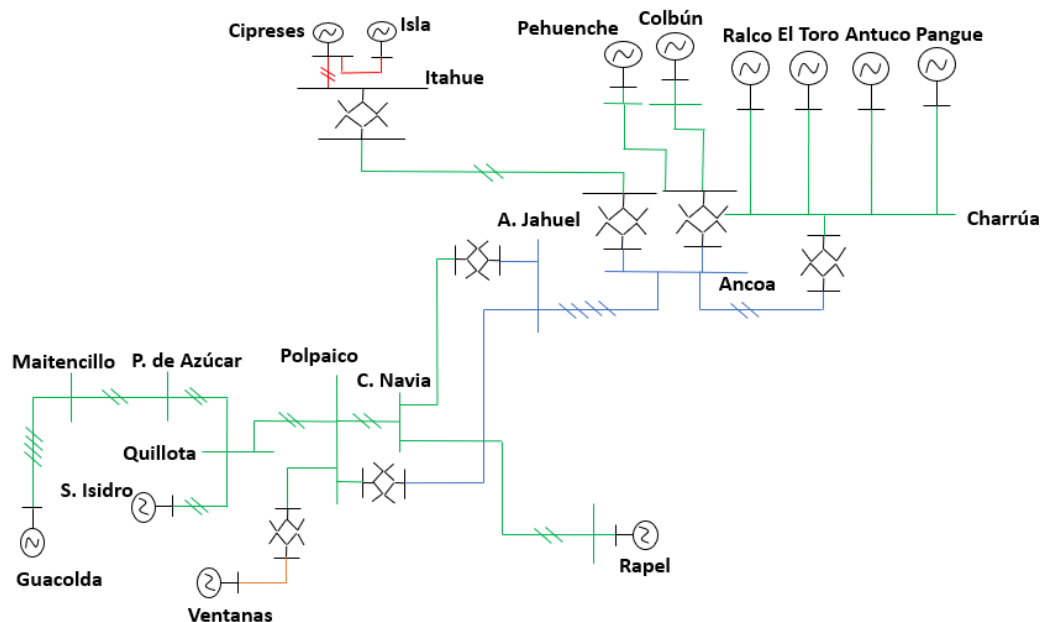 Cipreses
Isla
Itahue
Pehuenche
Colbún
Ralco
El Toro
Antuco
Pangue
Charrúa
A. Jahuel
Ancoa
Maitencillo
P. de Azúcar
Polpaico
C. Navia
Quillota
S. Isidro
Guacolda
Ventanas
Rapel